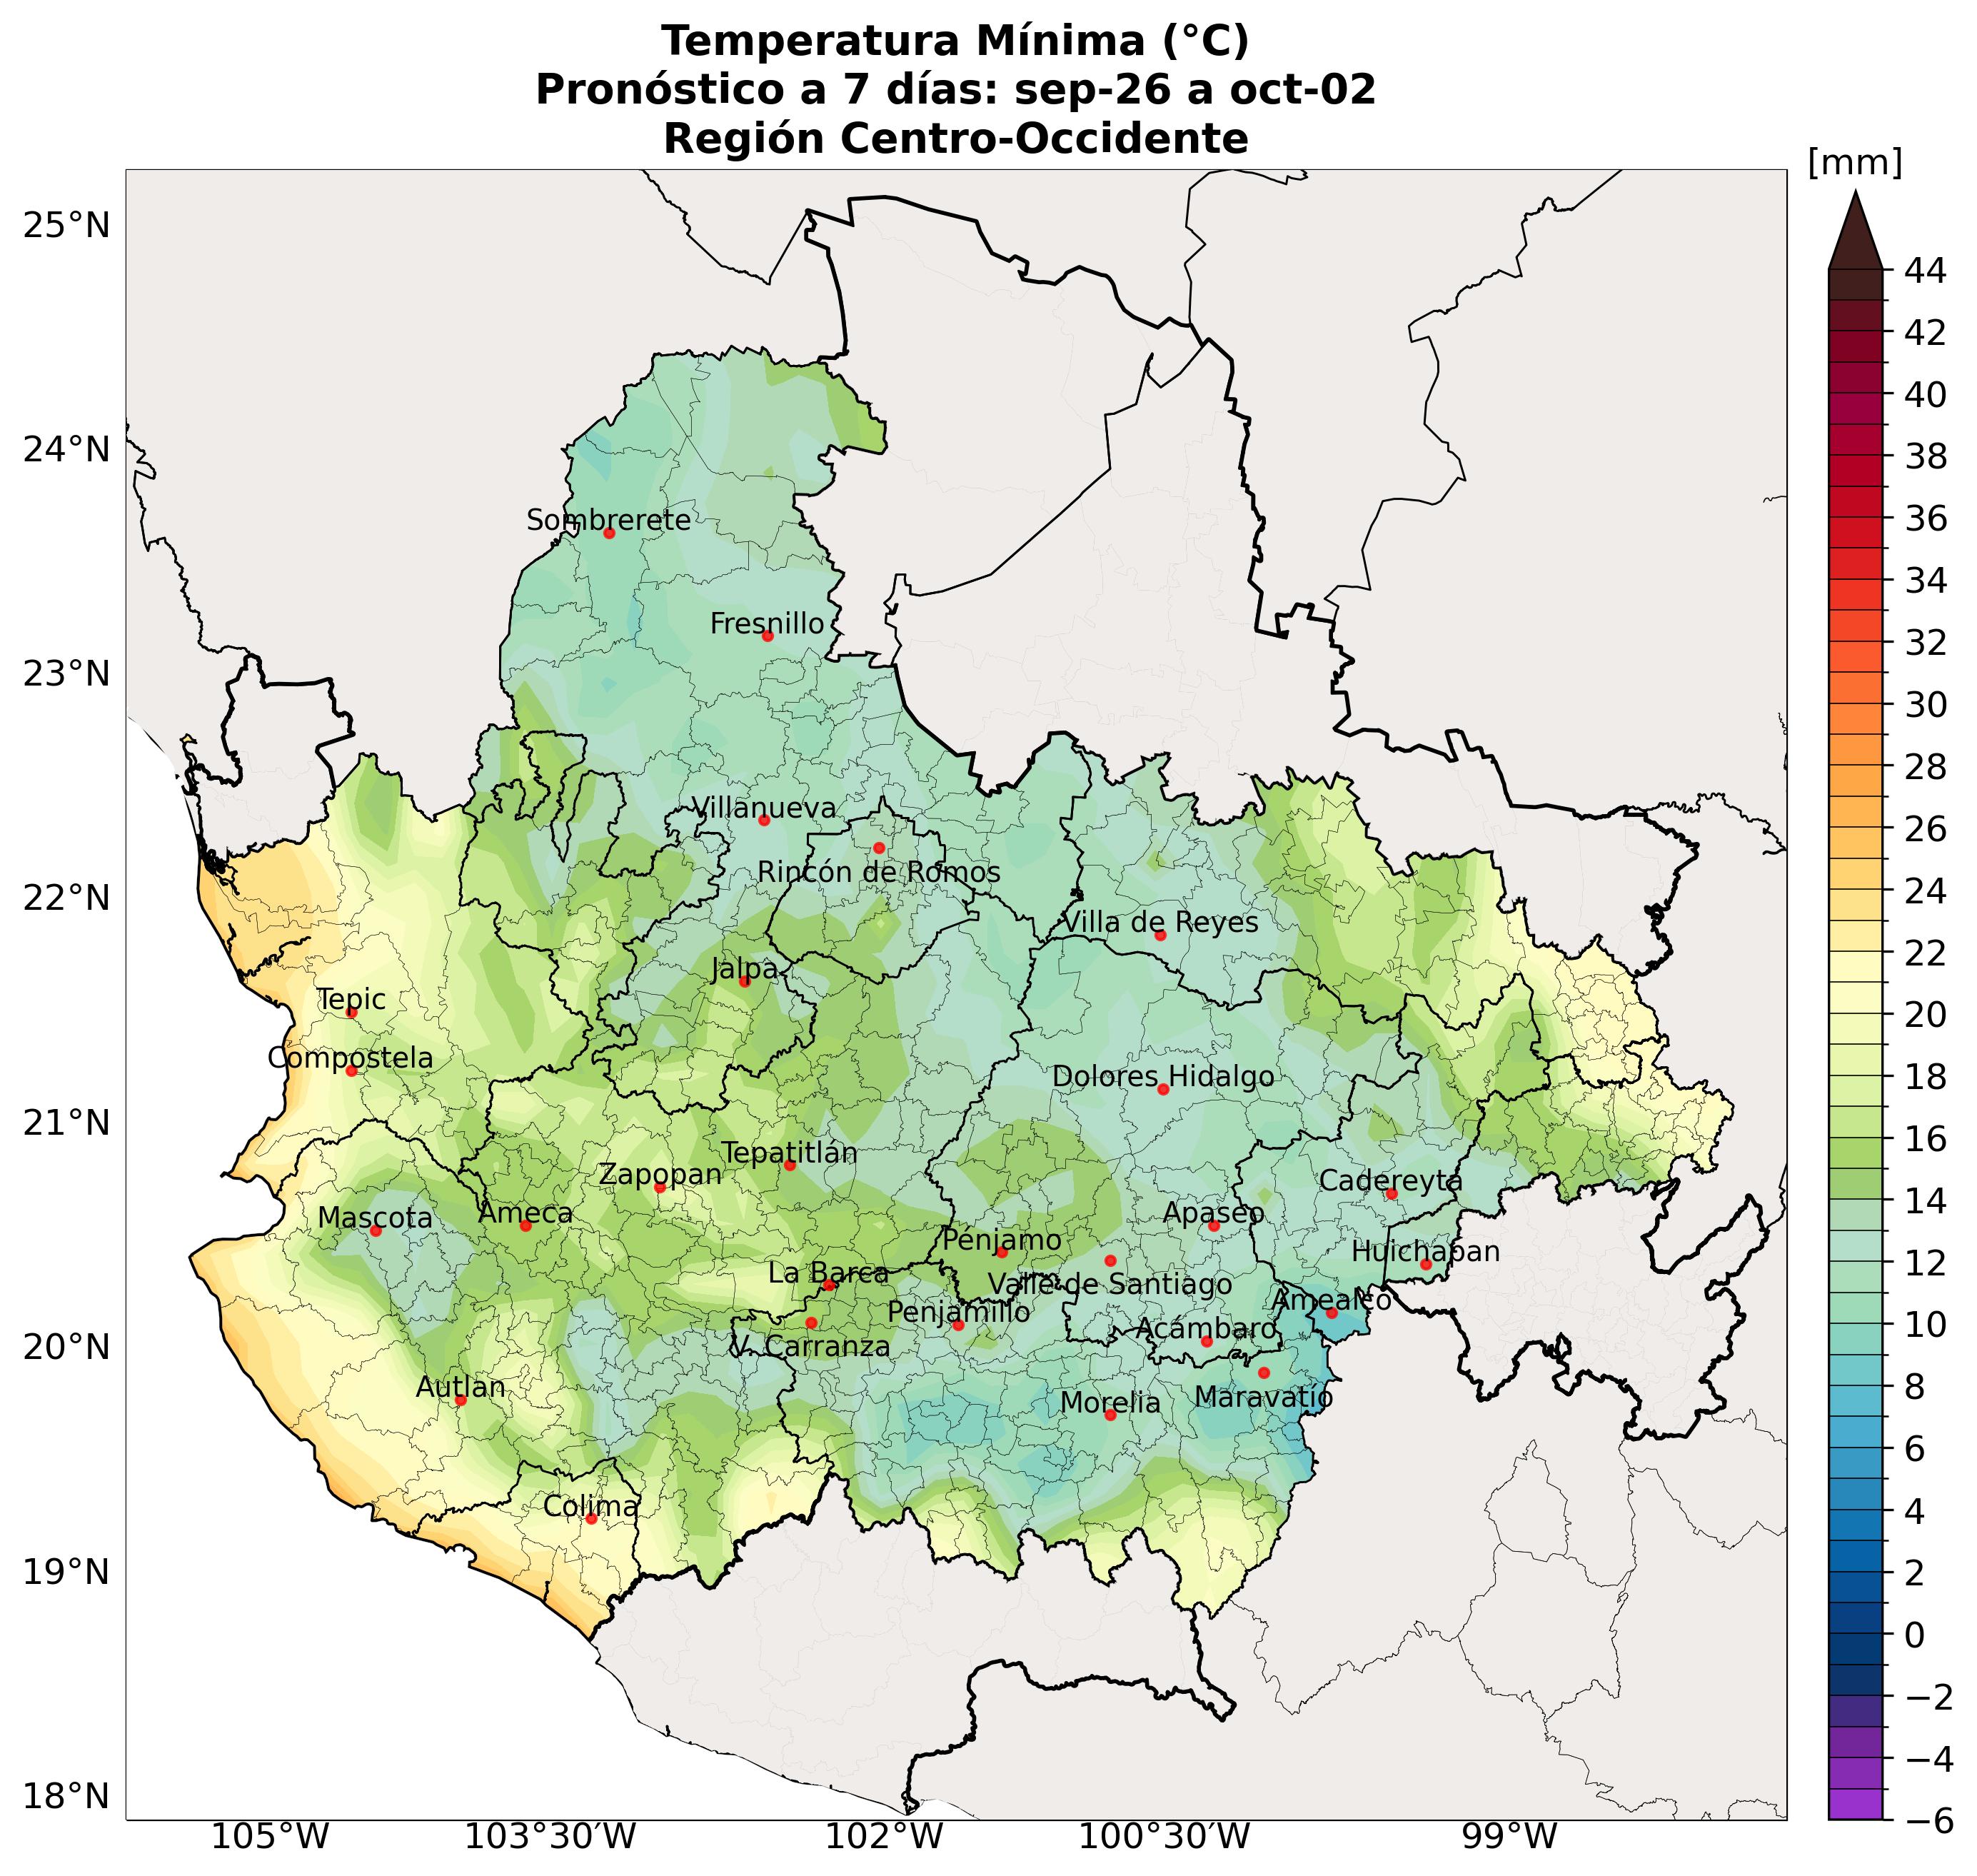 Temperatura Mínima (°C)
Pronóstico a 7 días: sep-26 a oct-02
Región Centro-Occidente
[mm]
25°N
24°N
23°N
22°N
21°N
20°N
19°N
18°N
Sombrerete
Fresnillo
Villanueva
Rincón de Romos
Villa de Reyes
Jalpa
Tepic
Compostela
Dolores Hidalgo
Tepatitlán
Zapopan
Cadereyta
Mascota
Ameca
Apaseo
Pénjamo
Huichapan
La Barca
Valle de Santiago
Amealco
Penjamillo
Acámbaro
V. Carranza
Autlan
Morelia
Maravatío
Colima
44
42
40
38
36
34
32
30
28
26
24
22
20
18
16
14
12
10
8
6
4
2
0
−2
−4
−6
105°W
103°30′W
102°W
100°30′W
99°W